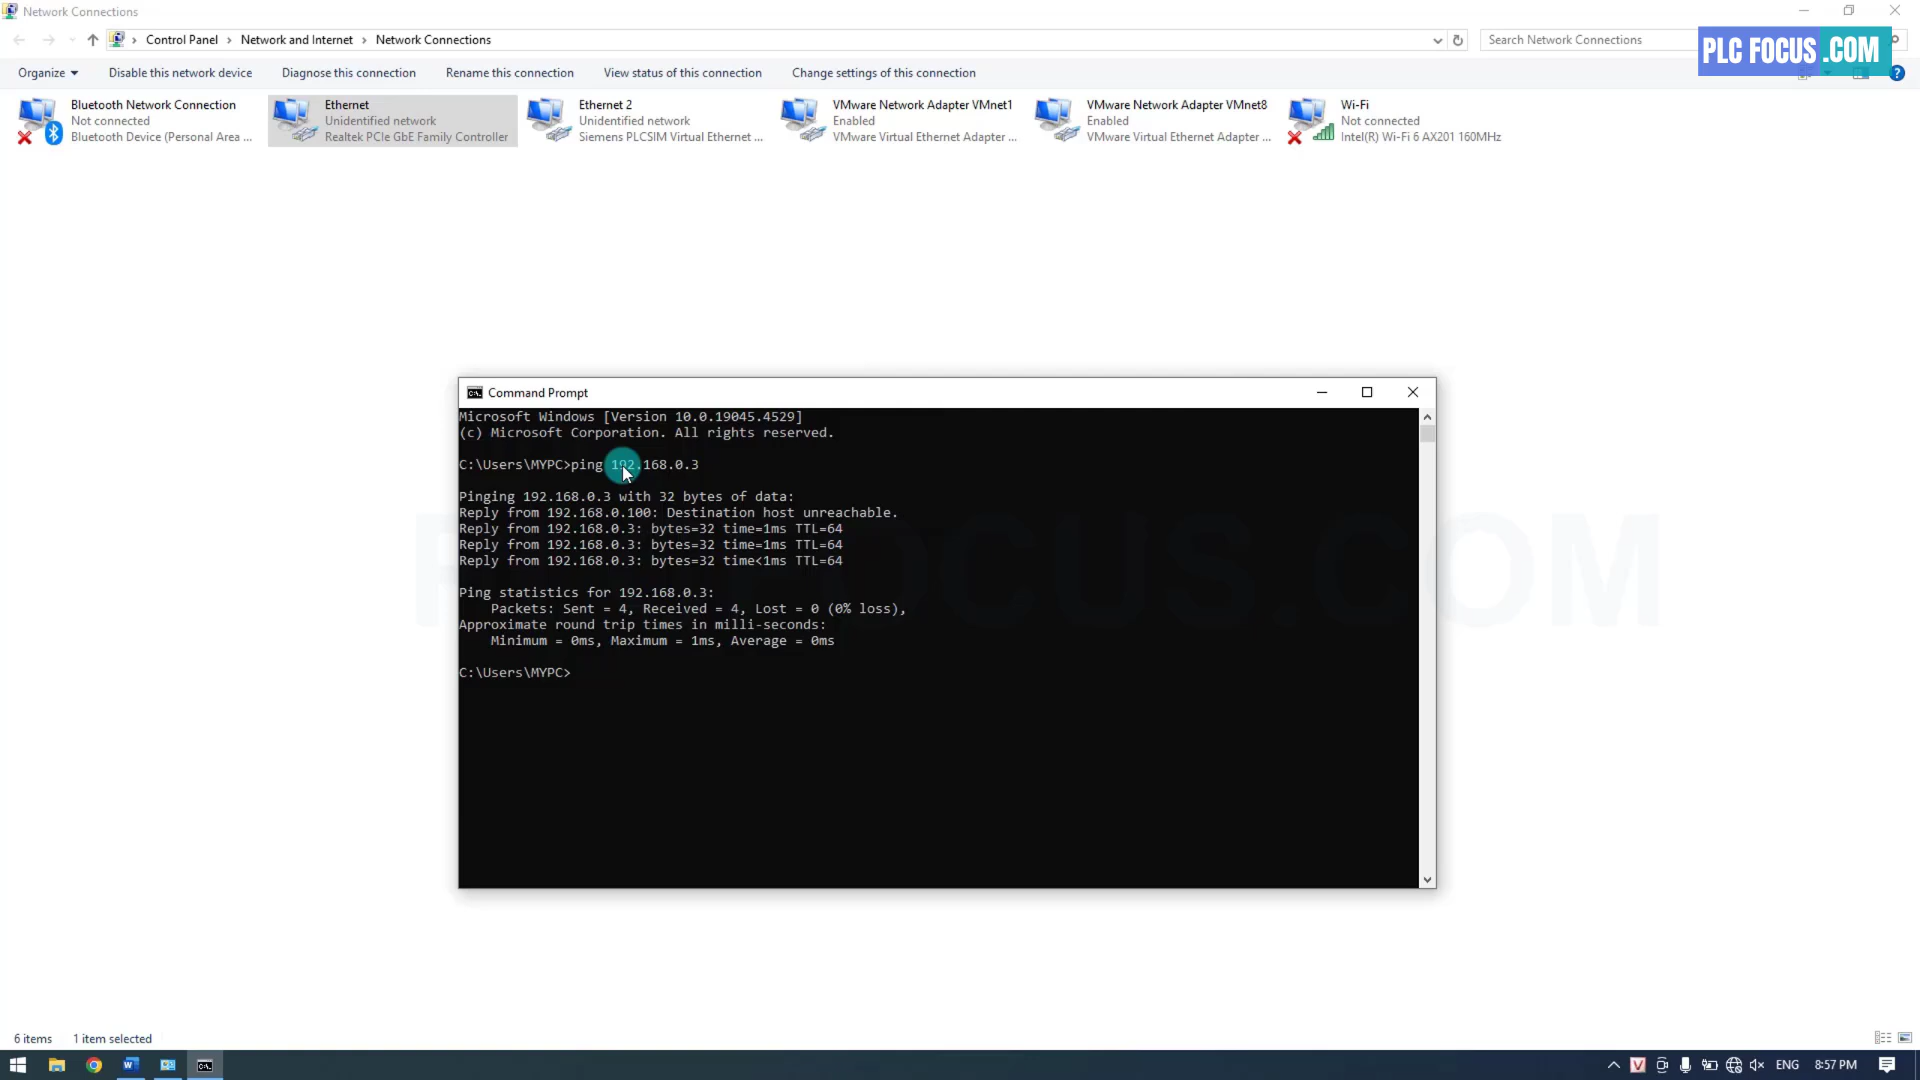 Network Connections
Control Panel > Network and Internet > Network Connections
Search Network Connections
PLC FOCUS .COM
Organize
Disable this network device
Diagnose this connection
Rename this connection
View status of this connection
Change settings of this connection
Bluetooth Network Connection
Not connected
Bluetooth Device (Personal Area ...
Ethernet
Unidentified network
Realtek PCIe GbE Family Controller
Ethernet 2
Unidentified network
Siemens PLCSIM Virtual Ethernet ...
VMware Network Adapter VMnet1
Enabled
VMware Virtual Ethernet Adapter ...
VMware Network Adapter VMnet8
Enabled
VMware Virtual Ethernet Adapter ...
Wi-Fi
Not connected
Intel(R) Wi-Fi 6 AX201 160MHz
Command Prompt
Microsoft Windows [Version 10.0.19045.4529]
(c) Microsoft Corporation. All rights reserved.
C:\Users\MYPC>ping 192.168.0.3
Pinging 192.168.0.3 with 32 bytes of data:
Reply from 192.168.0.100: Destination host unreachable.
Reply from 192.168.0.3: bytes=32 time=1ms TTL=64
Reply from 192.168.0.3: bytes=32 time=1ms TTL=64
Reply from 192.168.0.3: bytes=32 time<1ms TTL=64
Ping statistics for 192.168.0.3:
Packets: Sent = 4, Received = 4, Lost = 0 (0% loss),
Approximate round trip times in milli-seconds:
Minimum = 0ms, Maximum = 1ms, Average = 0ms
C:\Users\MYPC>
6 items
1 item selected
ENG
8:57 PM